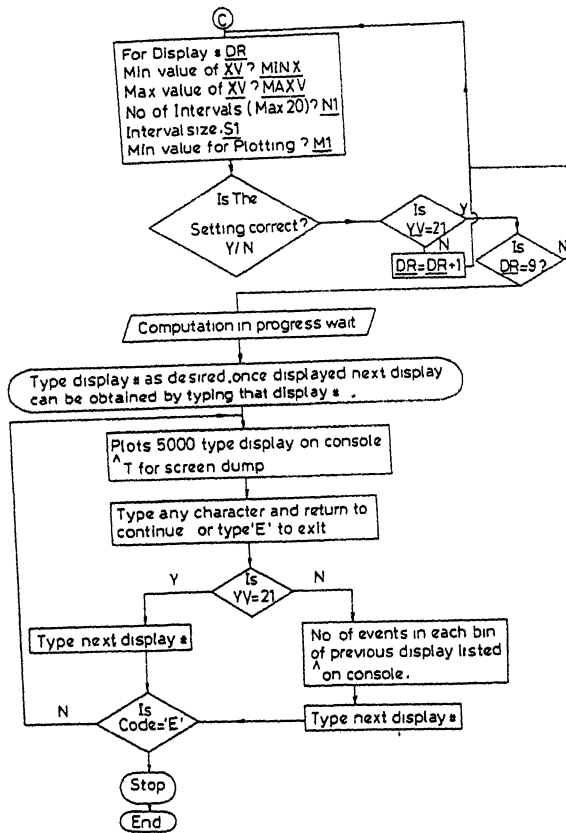 C
For Display * DR
Min value of XV ? MINX
Max value of XV ? MAXV
No of Intervals (Max 20)? N1
Interval size. S1
Min value for Plotting ? M1
Is The
Setting correct?
Y/N
Is
YV=21
Y
N
DR=DR+1
Is
DR=9?
N
Computation in progress wait
Type display * as desired, once displayed next display
can be obtained by typing that display * .
Plots 5000 type display on console
^T for screen dump
Type any character and return to
continue or type 'E' to exit
Is
YV=21
Y
N
Type next display *
No of events in each bin
of previous display listed
^ on console.
Type next display *
Is
Code='E'
N
Stop
End